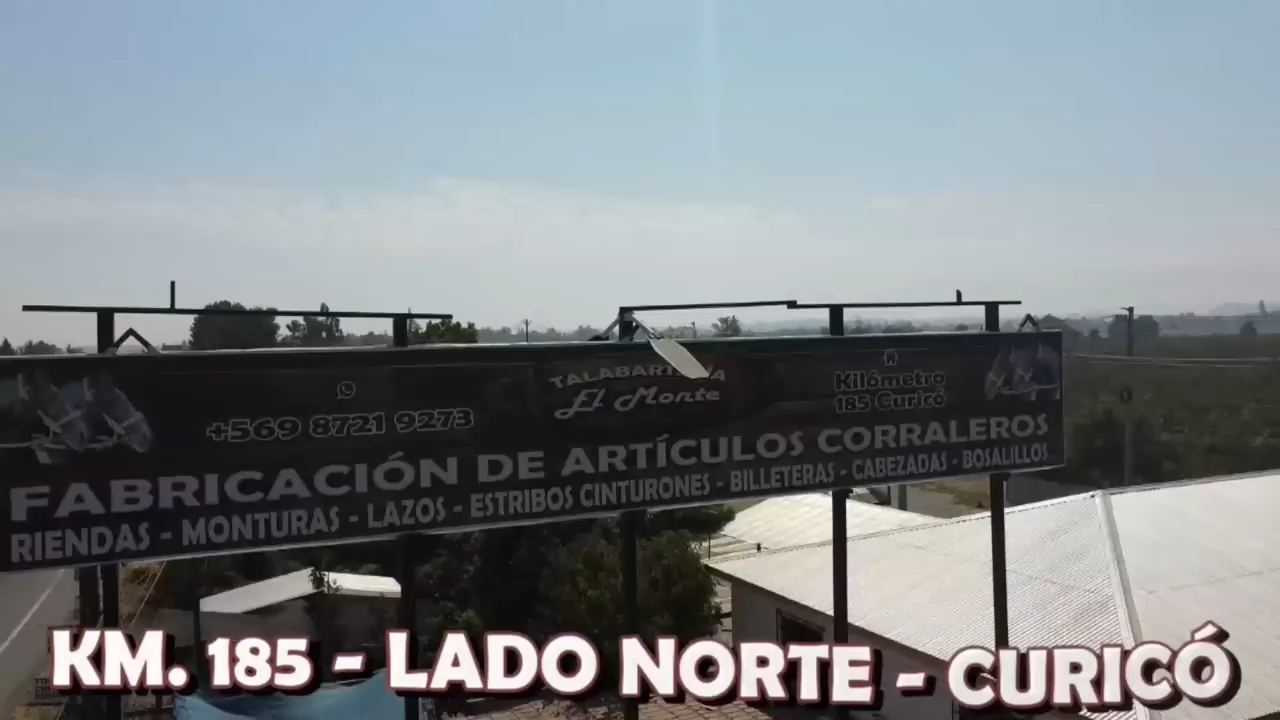 TALABARTERÍA
El Monte
+569 8721 9273
Kilómetro
185 Curicó
FABRICACIÓN DE ARTÍCULOS CORRALEROS
RIENDAS - MONTURAS - LAZOS - ESTRIBOS CINTURONES - BILLETERAS - CABEZADAS - BOSALILLOS
KM. 185 - LADO NORTE - CURICÓ